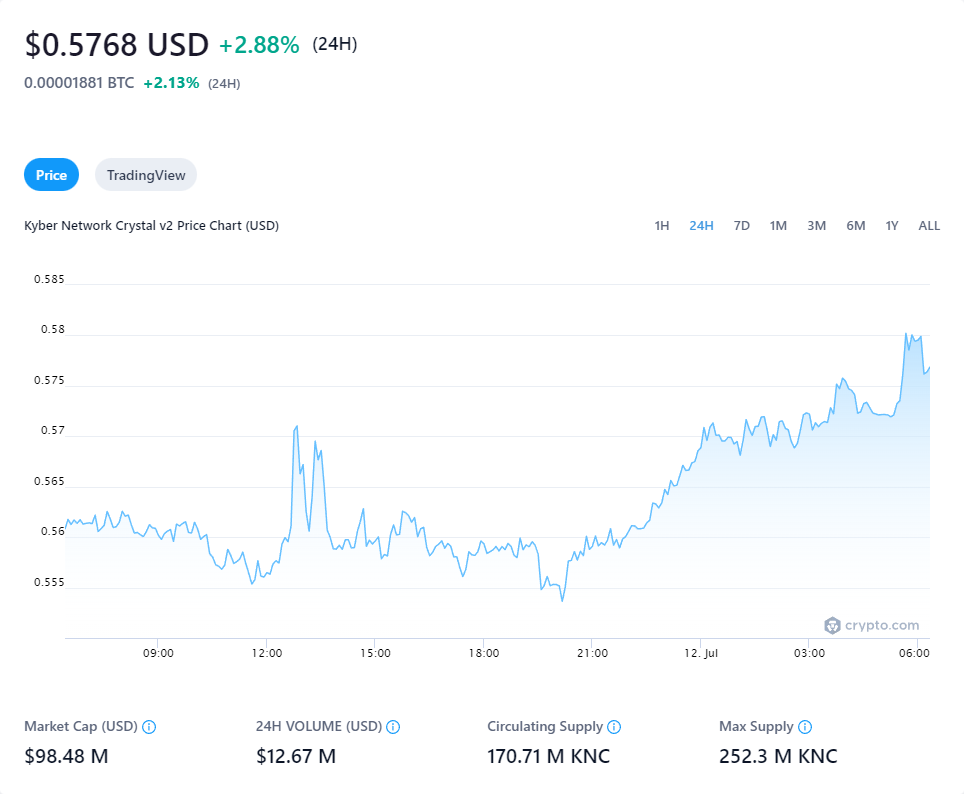 $0.5768 USD +2.88% (24H)
0.00001881 BTC +2.13% (24H)
Price TradingView
Kyber Network Crystal v2 Price Chart (USD) 1H 24H 7D 1M 3M 6M 1Y ALL
0.585
0.58
0.575
0.57
0.565
0.56
0.555
crypto.com
09:00 12:00 15:00 18:00 21:00 12. Jul 03:00 06:00
Market Cap (USD) 24H VOLUME (USD) Circulating Supply Max Supply
$98.48 M $12.67 M 170.71 M KNC 252.3 M KNC